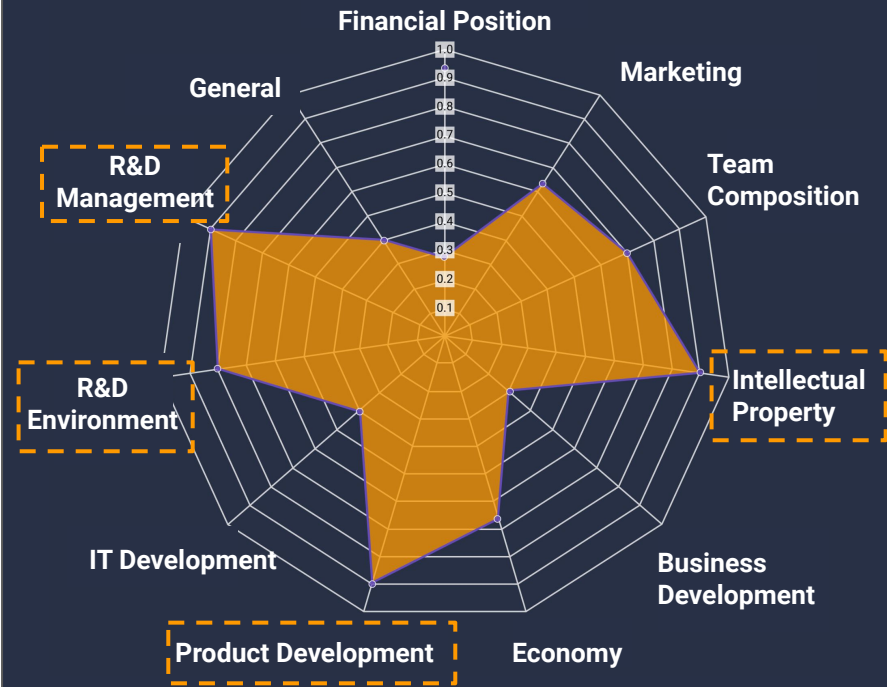 Financial Position
1.0
0.9
0.8
0.7
0.6
0.5
0.4
0.3
0.2
0.1
Marketing
Team
Composition
Intellectual
Property
Business
Development
Economy
Product Development
IT Development
R&D
Environment
R&D
Management
General